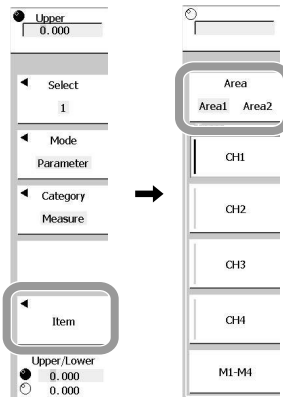 Upper
0.000
Select
1
Mode
Parameter
Category
Measure
Item
Upper/Lower
0.000
0.000
Area
Area1 Area2
CH1
CH2
CH3
CH4
M1-M4